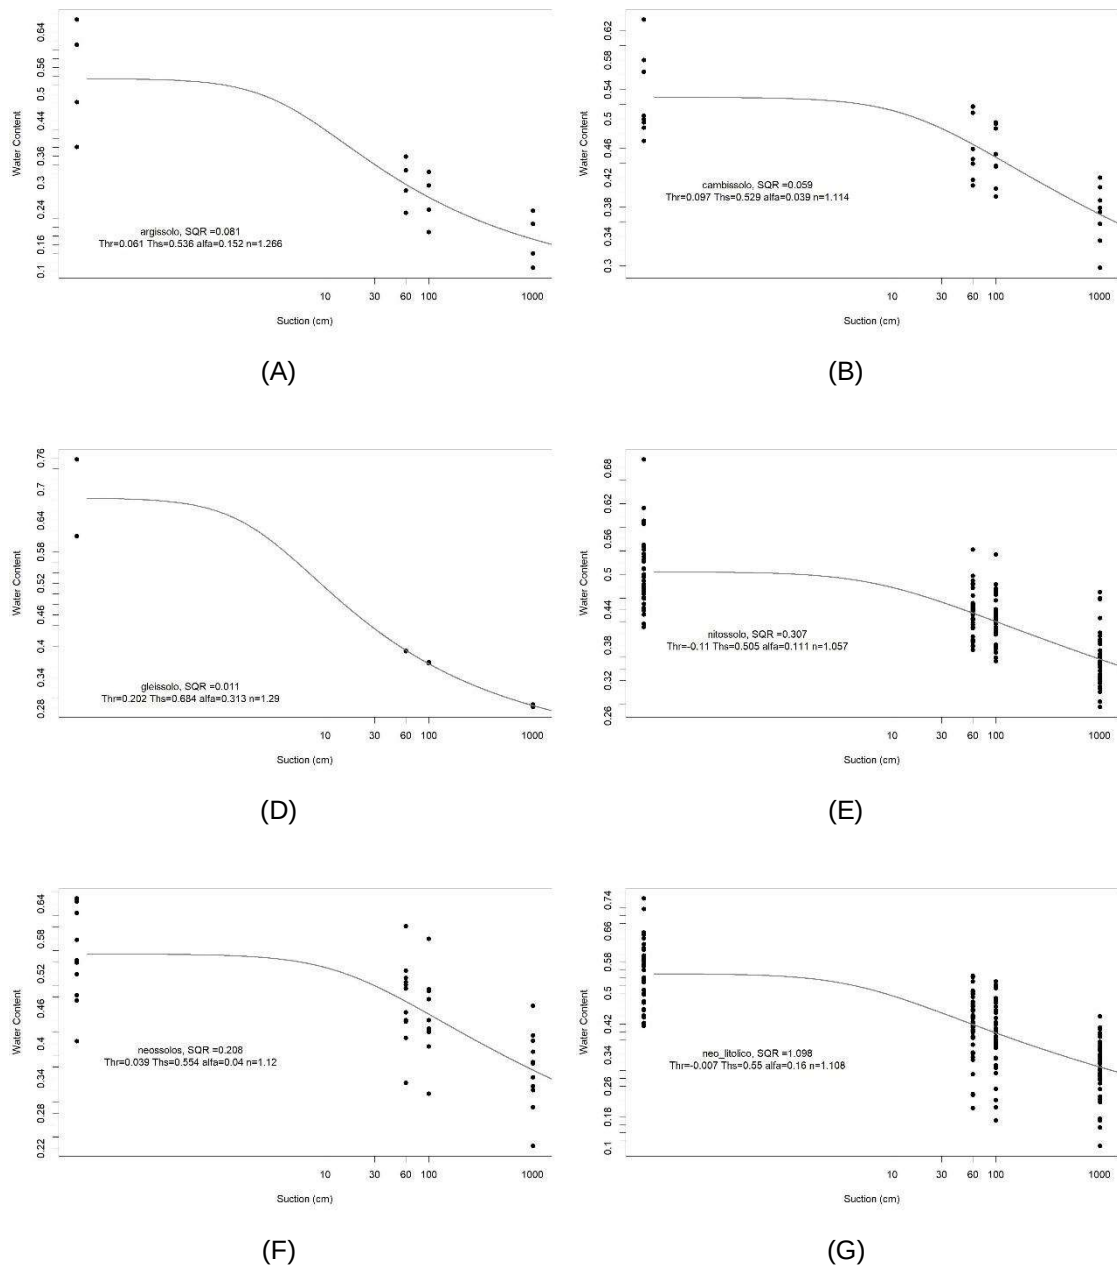 0.64
0.56
0.5
0.44
0.36
0.3
0.24
0.16
0.1
Water Content
argissolo, SQR =0.081
Thr=0.061 Ths=0.536 alfa=0.152 n=1.266
10 30 60 100 1000
Suction (cm)
(A)
0.62
0.58
0.54
0.5
0.46
0.42
0.38
0.34
0.3
Water Content
cambissolo, SQR =0.059
Thr=0.097 Ths=0.529 alfa=0.039 n=1.114
10 30 60 100 1000
Suction (cm)
(B)
0.76
0.7
0.64
0.58
0.52
0.46
0.4
0.34
0.28
Water Content
gleissolo, SQR =0.011
Thr=0.202 Ths=0.684 alfa=0.313 n=1.29
10 30 60 100 1000
Suction (cm)
(D)
0.68
0.62
0.56
0.5
0.44
0.38
0.32
0.26
Water Content
nitossolo, SQR =0.307
Thr=-0.11 Ths=0.505 alfa=0.111 n=1.057
10 30 60 100 1000
Suction (cm)
(E)
0.64
0.58
0.52
0.46
0.4
0.34
0.28
0.22
Water Content
neossolos, SQR =0.208
Thr=0.039 Ths=0.554 alfa=0.04 n=1.12
10 30 60 100 1000
Suction (cm)
(F)
0.74
0.66
0.58
0.5
0.42
0.34
0.26
0.18
0.1
Water Content
neo_litolico, SQR =1.098
Thr=-0.007 Ths=0.55 alfa=0.16 n=1.108
10 30 60 100 1000
Suction (cm)
(G)